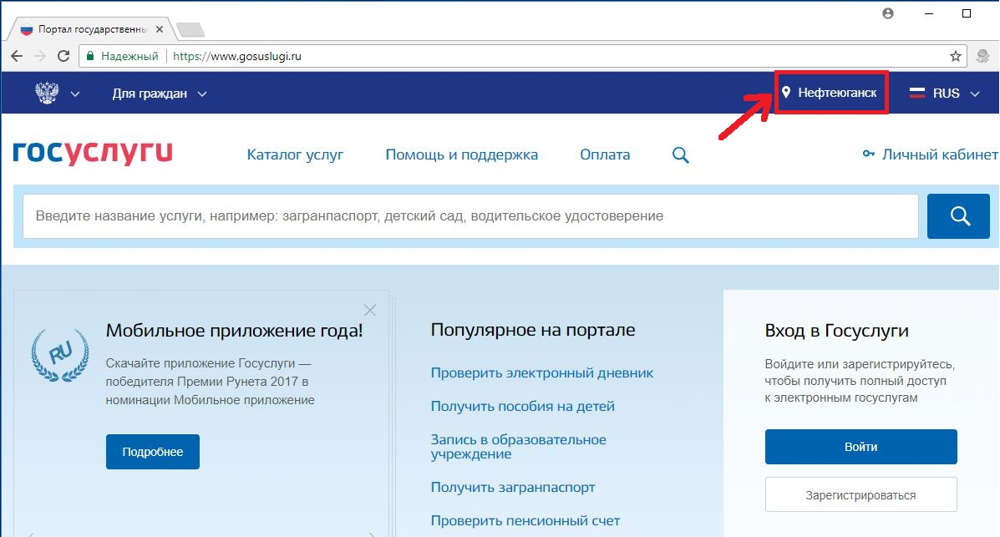 Портал государственны
Надежный https://www.gosuslugi.ru
Для граждан
Нефтеюганск
RUS
госуслуги
Каталог услуг
Помощь и поддержка
Оплата
Личный кабинет
Введите название услуги, например: загранпаспорт, детский сад, водительское удостоверение
RU
Мобильное приложение года!
Скачайте приложение Госуслуги —
победителя Премии Рунета 2017 в
номинации Мобильное приложение
Подробнее
Популярное на портале
Проверить электронный дневник
Получить пособия на детей
Запись в образовательное
учреждение
Получить загранпаспорт
Проверить пенсионный счет
Вход в Госуслуги
Войдите или зарегистрируйтесь,
чтобы получить полный доступ
к электронным госуслугам
Войти
Зарегистрироваться